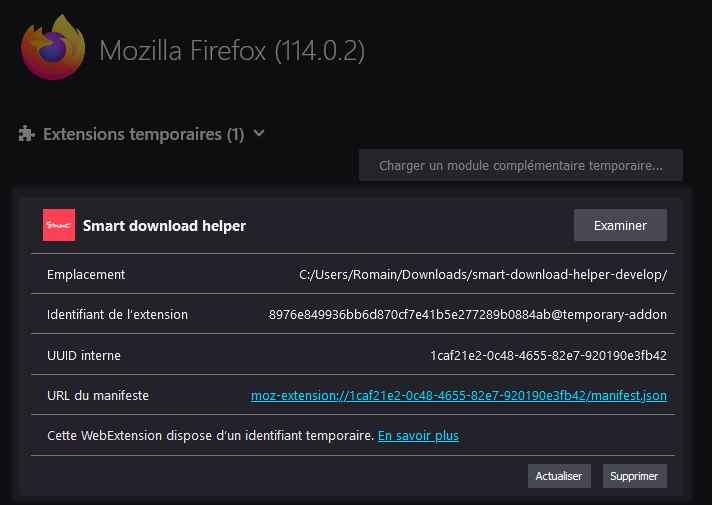 Mozilla Firefox (114.0.2)
Extensions temporaires (1)
Charger un module complémentaire temporaire...
Smart
Smart download helper
Examiner
Emplacement C:/Users/Romain/Downloads/smart-download-helper-develop/
Identifiant de l'extension 8976e849936bb6d870cf7e41b5e277289b0884ab@temporary-addon
UUID interne 1caf21e2-0c48-4655-82e7-920190e3fb42
URL du manifeste moz-extension://1caf21e2-0c48-4655-82e7-920190e3fb42/manifest.json
Cette WebExtension dispose d'un identifiant temporaire. En savoir plus
Actualiser Supprimer